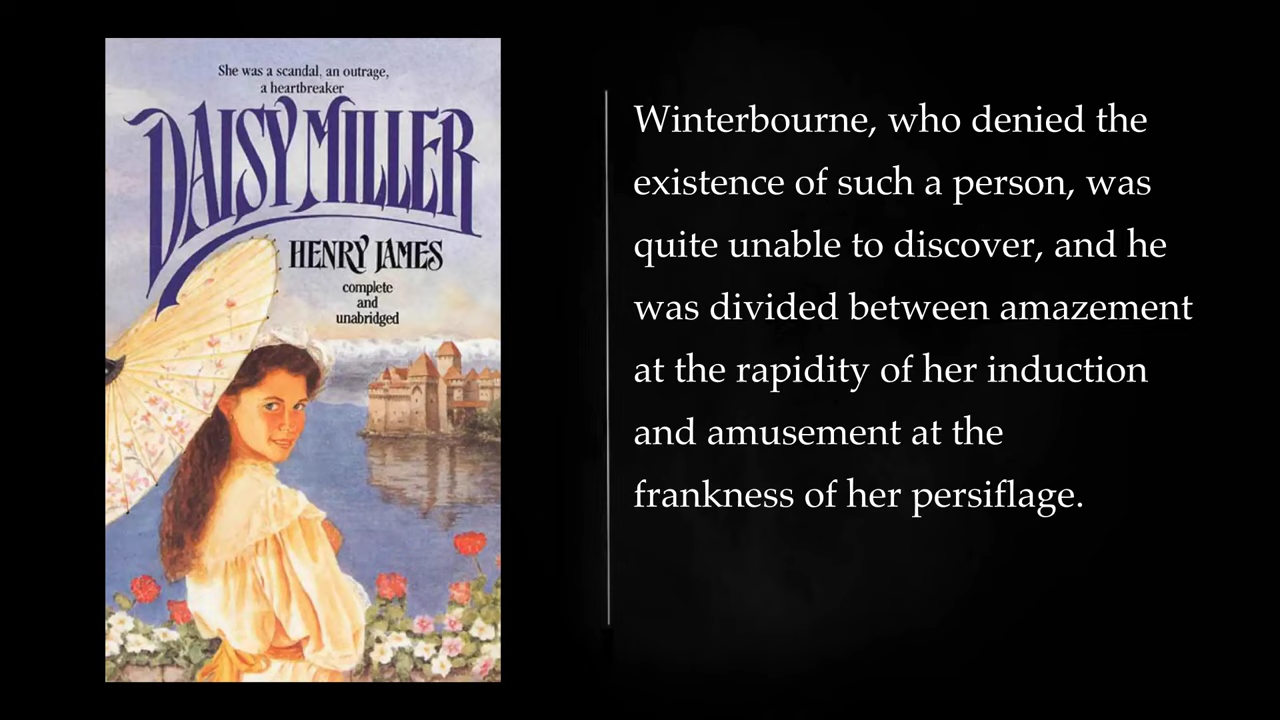 She was a scandal, an outrage,
a heartbreaker
DAISY MILLER
HENRY JAMES
complete
and
unabridged
Winterbourne, who denied the
existence of such a person, was
quite unable to discover, and he
was divided between amazement
at the rapidity of her induction
and amusement at the
frankness of her persiflage.